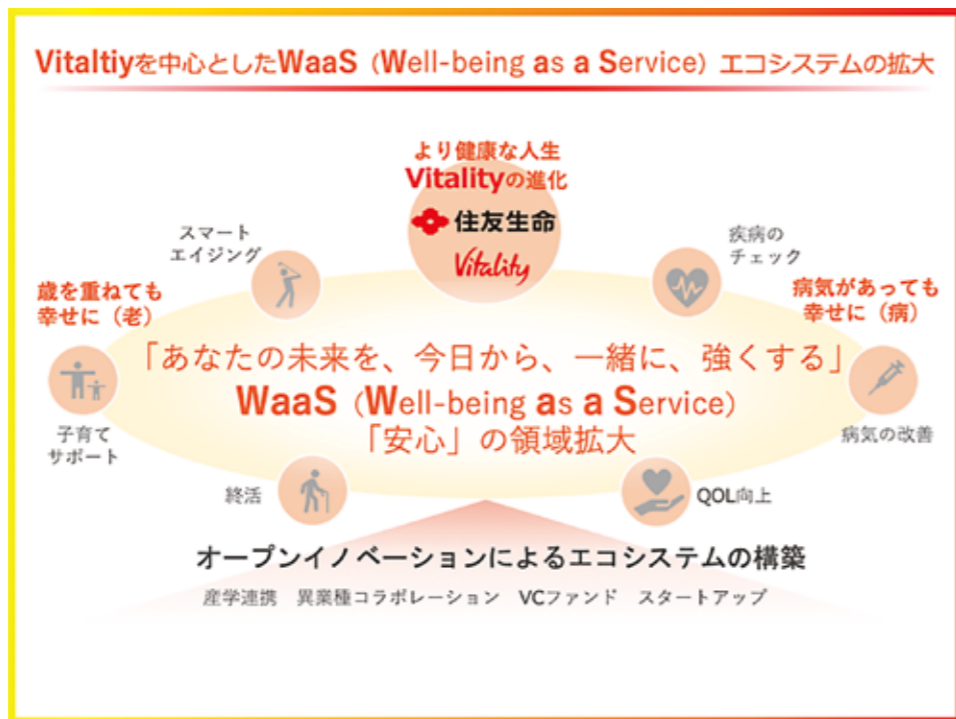 Vitaltiyを中心としたWaaS（Well-being as a Service）エコシステムの拡大
より健康な人生
Vitalityの進化
住友生命
Vitality
スマート
エイジング
疾病の
チェック
歳を重ねても
幸せに（老）
病気があっても
幸せに（病）
「あなたの未来を、今日から、一緒に、強くする」
WaaS（Well-being as a Service）
「安心」の領域拡大
子育て
サポート
病気の改善
終活
QOL向上
オープンイノベーションによるエコシステムの構築
産学連携　異業種コラボレーション　VCファンド　スタートアップ